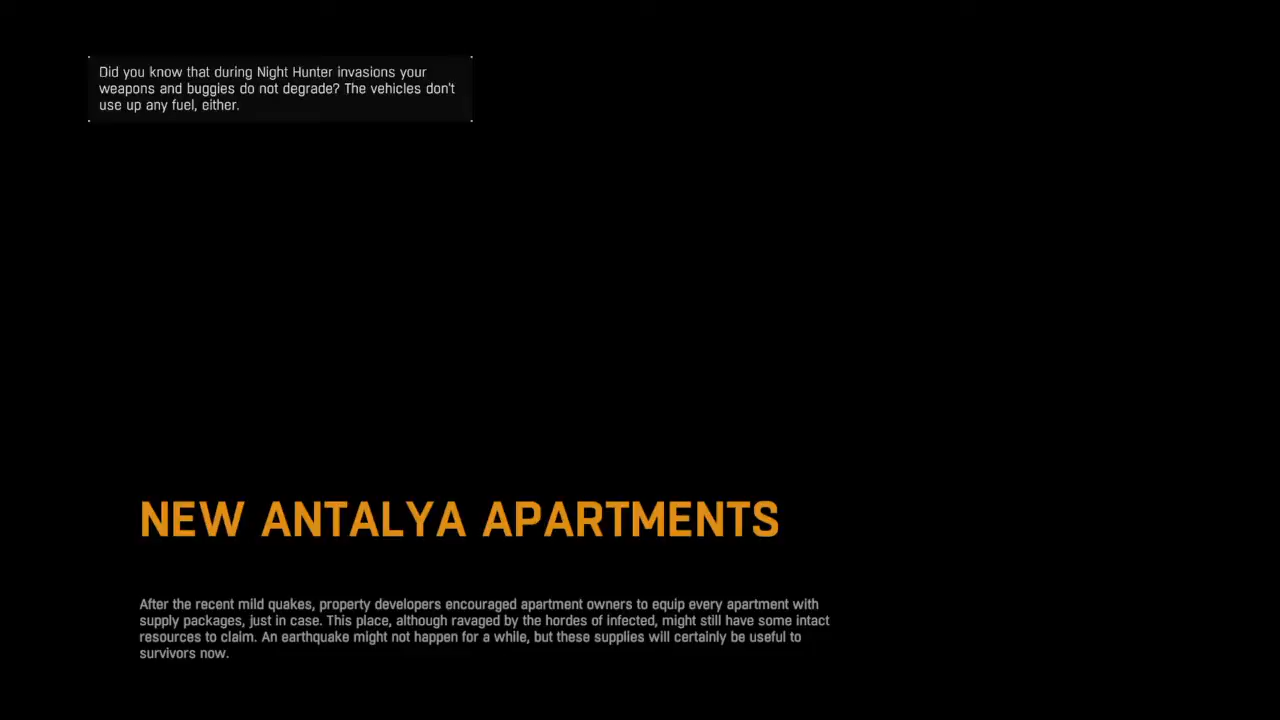 Did you know that during Night Hunter invasions your
weapons and buggies do not degrade? The vehicles don't
use up any fuel, either.
NEW ANTALYA APARTMENTS
After the recent mild quakes, property developers encouraged apartment owners to equip every apartment with
supply packages, just in case. This place, although ravaged by the hordes of infected, might still have some intact
resources to claim. An earthquake might not happen for a while, but these supplies will certainly be useful to
survivors now.